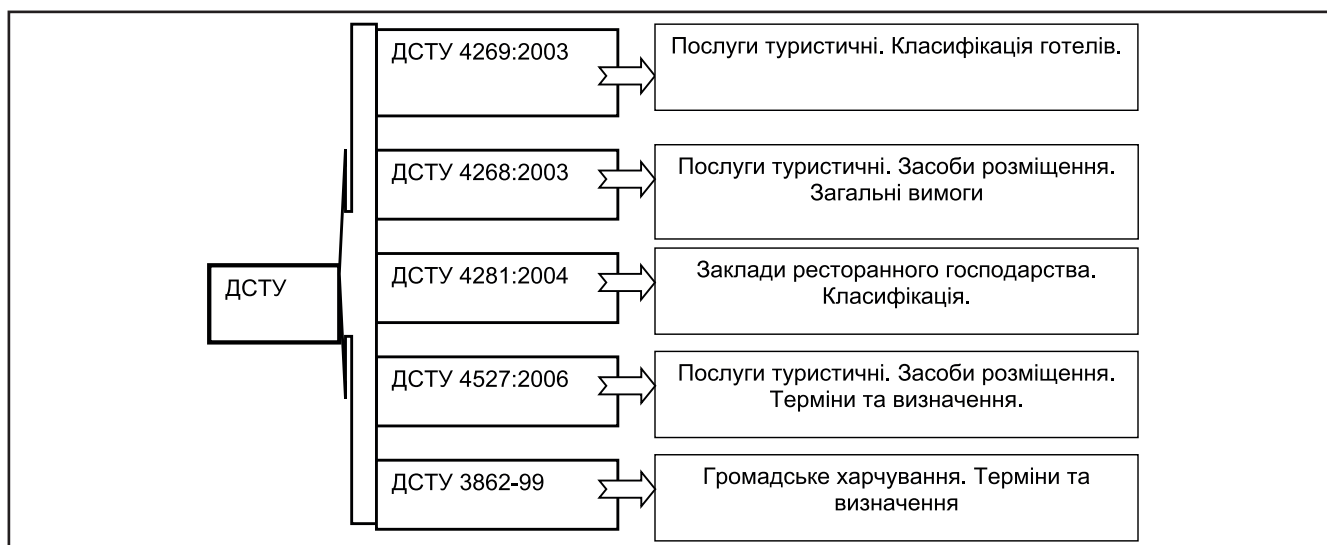 ДСТУ
ДСТУ 4269:2003
Послуги туристичні. Класифікація готелів.
ДСТУ 4268:2003
Послуги туристичні. Засоби розміщення.
Загальні вимоги
ДСТУ 4281:2004
Заклади ресторанного господарства.
Класифікація.
ДСТУ 4527:2006
Послуги туристичні. Засоби розміщення.
Терміни та визначення.
ДСТУ 3862-99
Громадське харчування. Терміни та
визначення